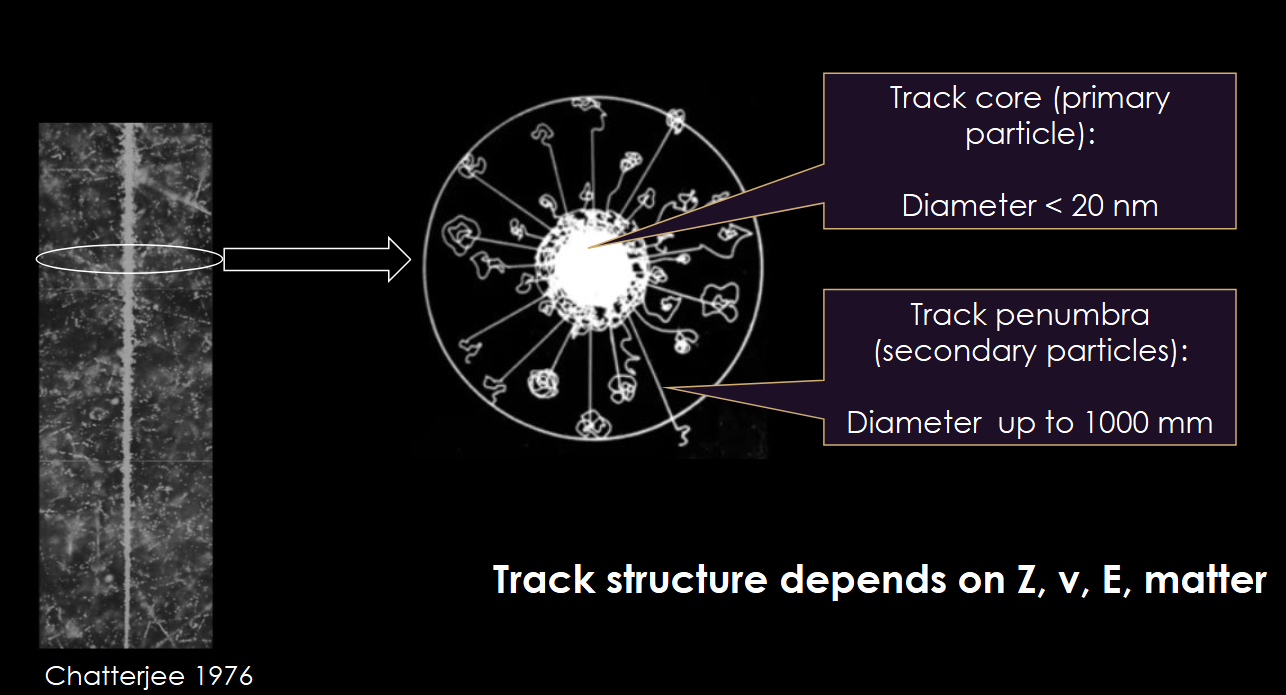 Track core (primary
particle):
Diameter < 20 nm
Track penumbra
(secondary particles):
Diameter  up to 1000 mm
Track structure depends on Z, v, E, matter
Chatterjee 1976